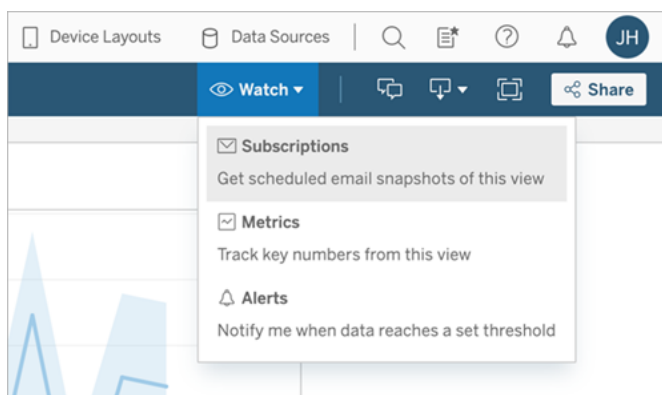 Device Layouts
Data Sources
JH
Watch
Share
Subscriptions
Get scheduled email snapshots of this view
Metrics
Track key numbers from this view
Alerts
Notify me when data reaches a set threshold